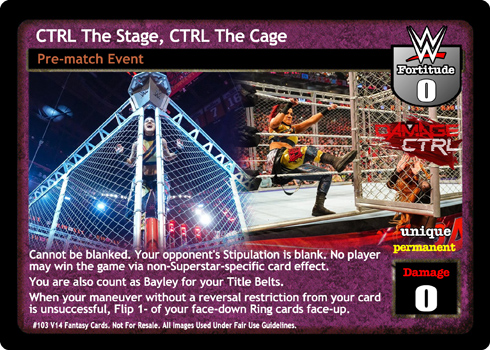 CTRL The Stage, CTRL The Cage
Pre-match Event
W
Fortitude
0
DAMAGE
CTRL
unique
permanent
Damage
0
Cannot be blanked. Your opponent's Stipulation is blank. No player
may win the game via non-Superstar-specific card effect.
You are also count as Bayley for your Title Belts.
When your maneuver without a reversal restriction from your card
is unsuccessful, Flip 1- of your face-down Ring cards face-up.
#103 V14 Fantasy Cards. Not For Resale. All Images Used Under Fair Use Guidelines.